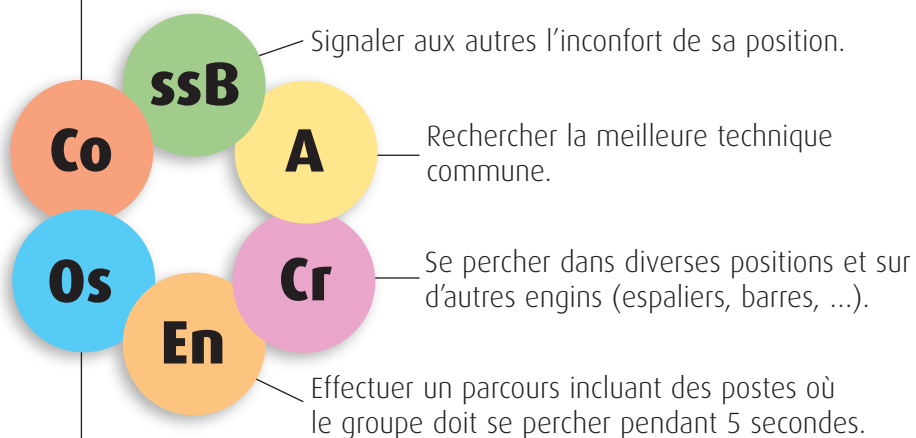 ssB
Signaler aux autres l’inconfort de sa position.
Co
A
Rechercher la meilleure technique
commune.
Os
Cr
Se percher dans diverses positions et sur
d’autres engins (espaliers, barres, ...).
En
Effectuer un parcours incluant des postes où
le groupe doit se percher pendant 5 secondes.